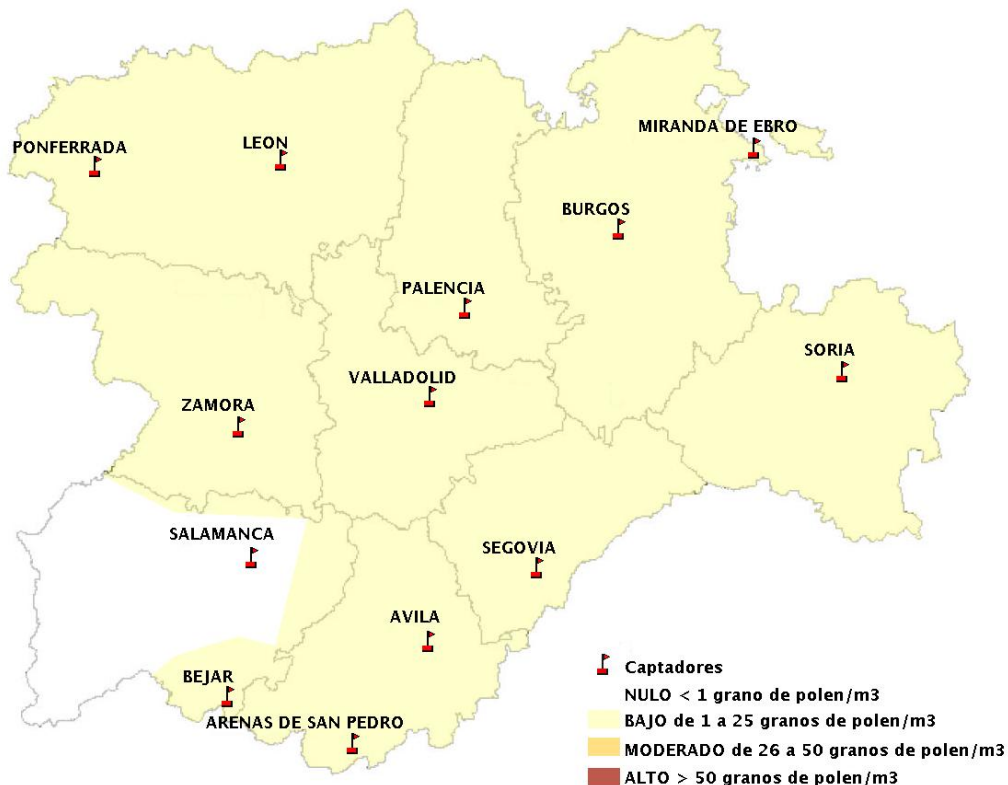 MIRANDA DE EBRO
PONFERRADA
LEON
BURGOS
PALENCIA
SORIA
VALLADOLID
ZAMORA
SALAMANCA
SEGOVIA
AVILA
BEJAR
ARENAS DE SAN PEDRO
Captadores
NULO < 1 grano de polen/m3
BAJO de 1 a 25 granos de polen/m3
MODERADO de 26 a 50 granos de polen/m3
ALTO > 50 granos de polen/m3